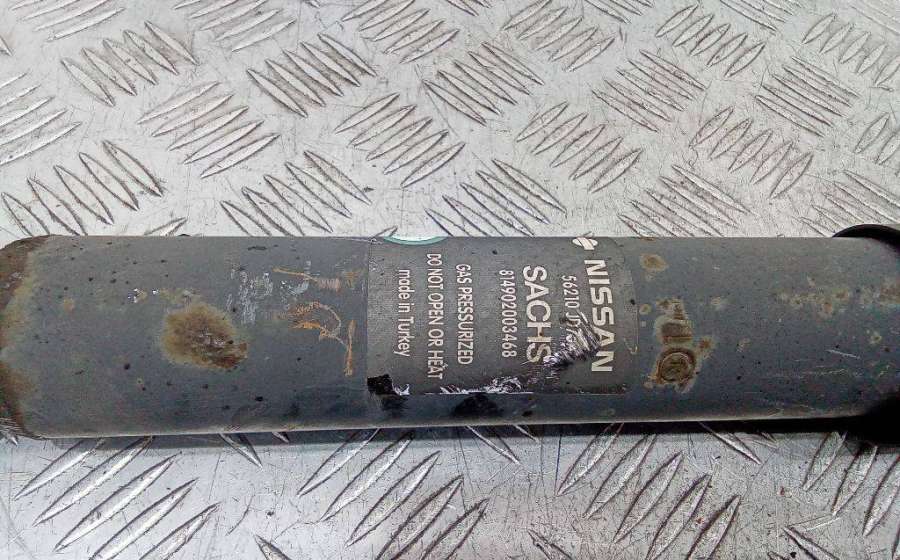 NISSAN
56210
SACHS
814902003468
GAS PRESSURIZED
DO NOT OPEN OR HEAT
made in Turkey